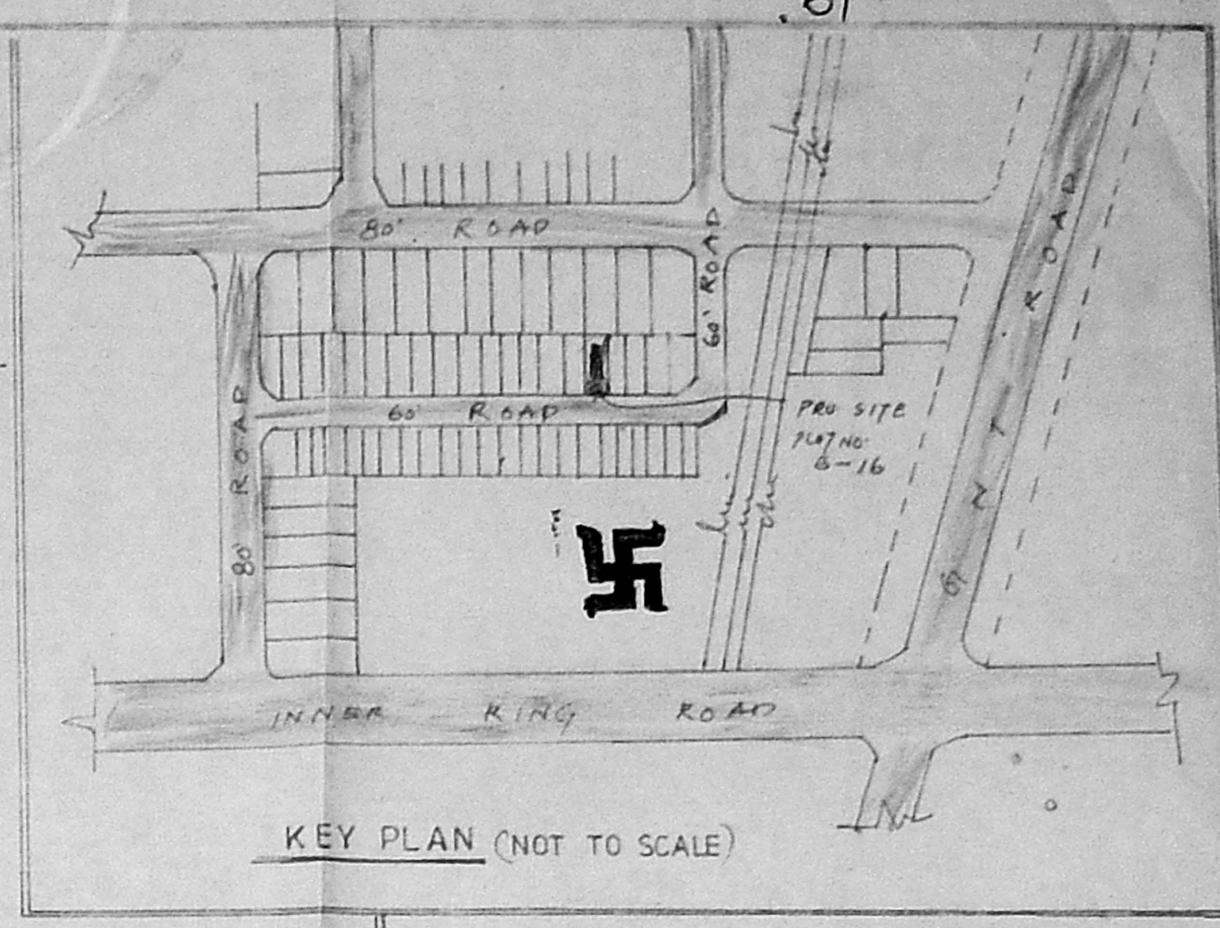 80' ROAD
60' ROAD
ROAD
60' ROAD
PRO SITE
PLOT NO.
80' ROAD
G N T
INNER RING ROAD
KEY PLAN (NOT TO SCALE)